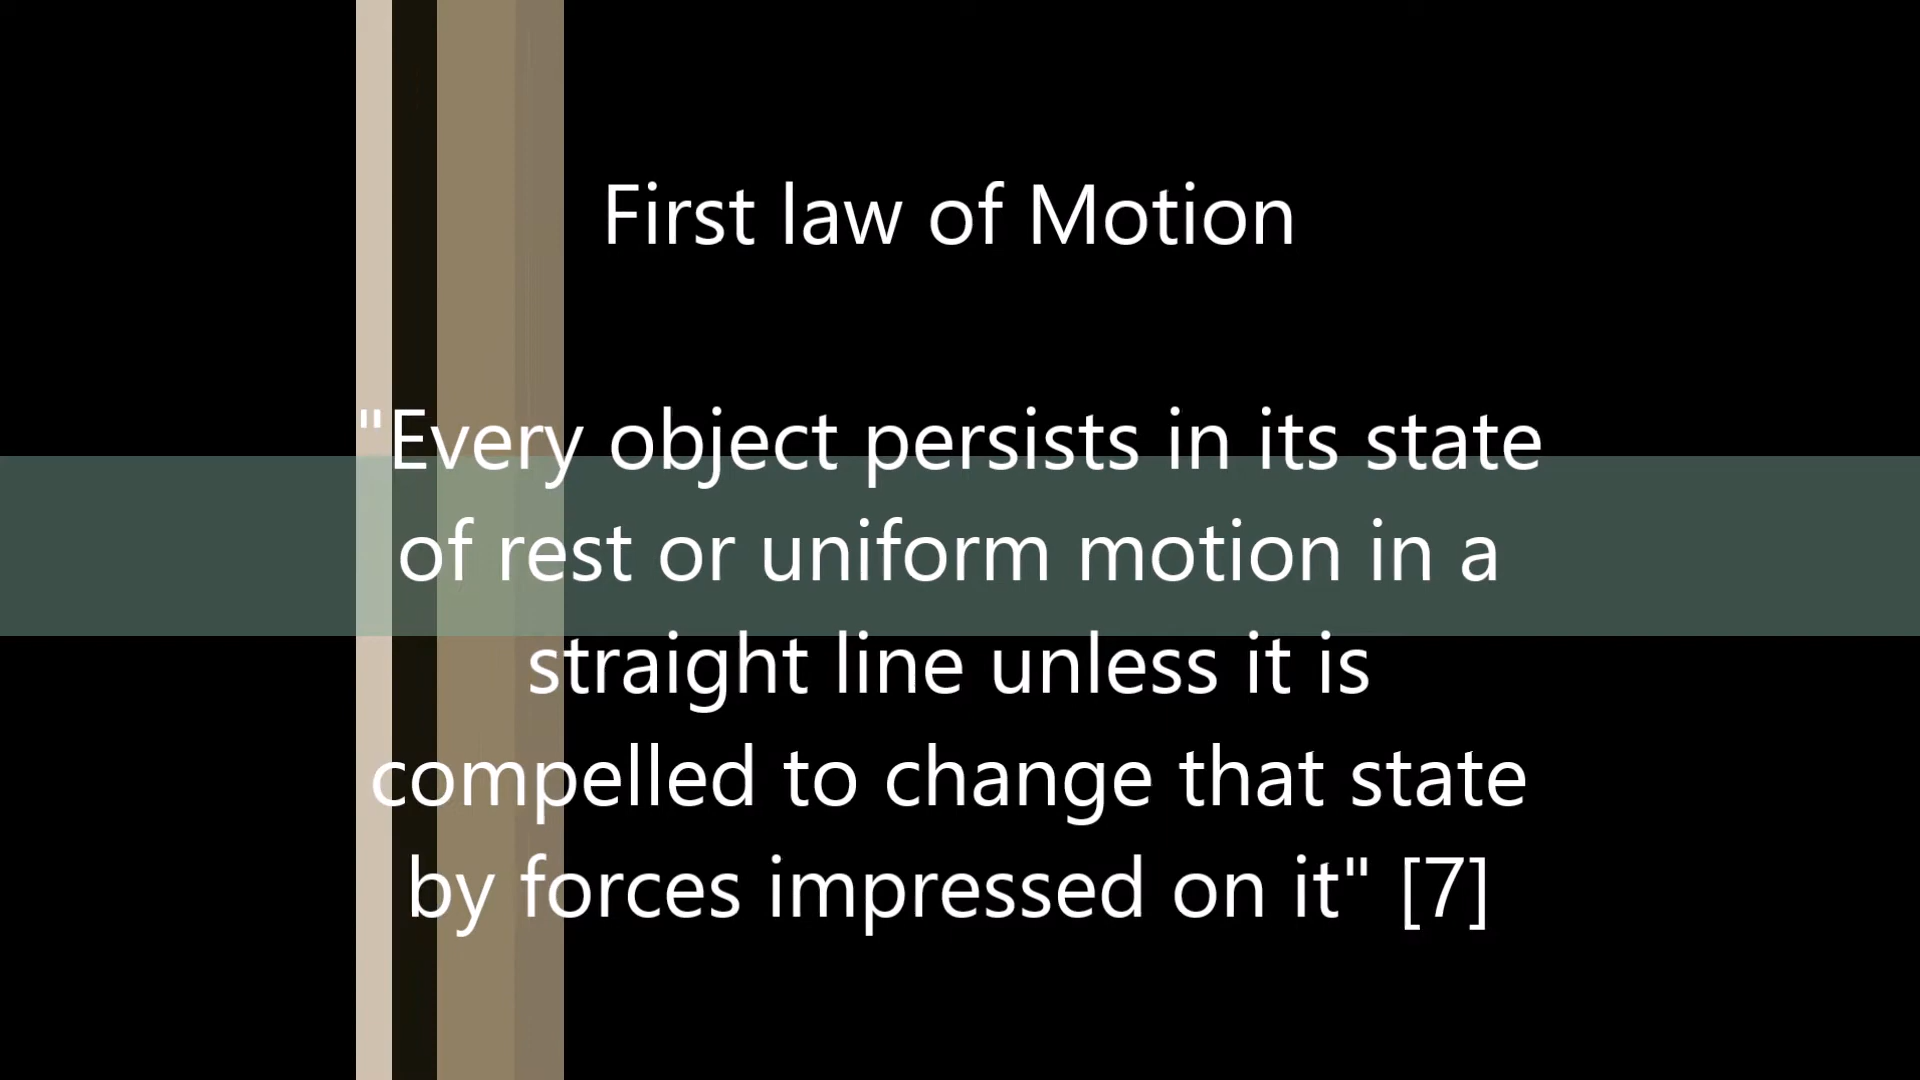 First law of Motion
"Every object persists in its state
of rest or uniform motion in a
straight line unless it is
compelled to change that state
by forces impressed on it" [7]